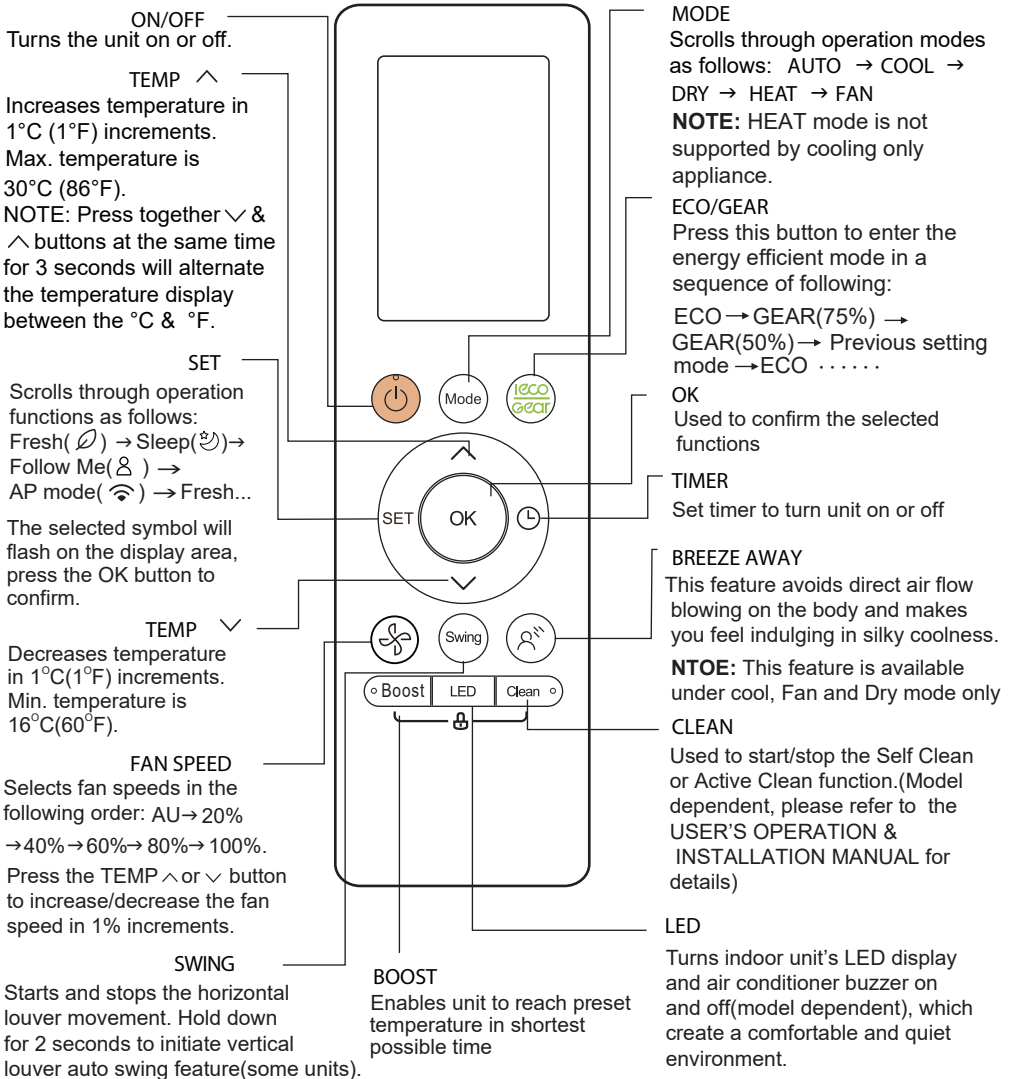 ON/OFF
Turns the unit on or off.
TEMP ︿
Increases temperature in
1°C (1°F) increments.
Max. temperature is
30°C (86°F).
NOTE: Press together ﹀ &
︿ buttons at the same time
for 3 seconds will alternate
the temperature display
between the °C & °F.
SET
Scrolls through operation
functions as follows:
Fresh( ) → Sleep( )→
Follow Me( ) →
AP mode( ) → Fresh...
The selected symbol will
flash on the display area,
press the OK button to
confirm.
TEMP ﹀
Decreases temperature
in 1°C(1°F) increments.
Min. temperature is
16°C(60°F).
FAN SPEED
Selects fan speeds in the
following order: AU→ 20%
→40%→60%→ 80%→ 100%.
Press the TEMP ︿ or ﹀ button
to increase/decrease the fan
speed in 1% increments.
SWING
Starts and stops the horizontal
louver movement. Hold down
for 2 seconds to initiate vertical
louver auto swing feature(some units).
Mode
ieco
Gear
SET
OK
Swing
Boost
LED
Clean
BOOST
Enables unit to reach preset
temperature in shortest
possible time
MODE
Scrolls through operation modes
as follows: AUTO → COOL →
DRY → HEAT → FAN
NOTE: HEAT mode is not
supported by cooling only
appliance.
ECO/GEAR
Press this button to enter the
energy efficient mode in a
sequence of following:
ECO → GEAR(75%) →
GEAR(50%) → Previous setting
mode →ECO ······
OK
Used to confirm the selected
functions
TIMER
Set timer to turn unit on or off
BREEZE AWAY
This feature avoids direct air flow
blowing on the body and makes
you feel indulging in silky coolness.
NTOE: This feature is available
under cool, Fan and Dry mode only
CLEAN
Used to start/stop the Self Clean
or Active Clean function.(Model
dependent, please refer to the
USER'S OPERATION &
INSTALLATION MANUAL for
details)
LED
Turns indoor unit's LED display
and air conditioner buzzer on
and off(model dependent), which
create a comfortable and quiet
environment.